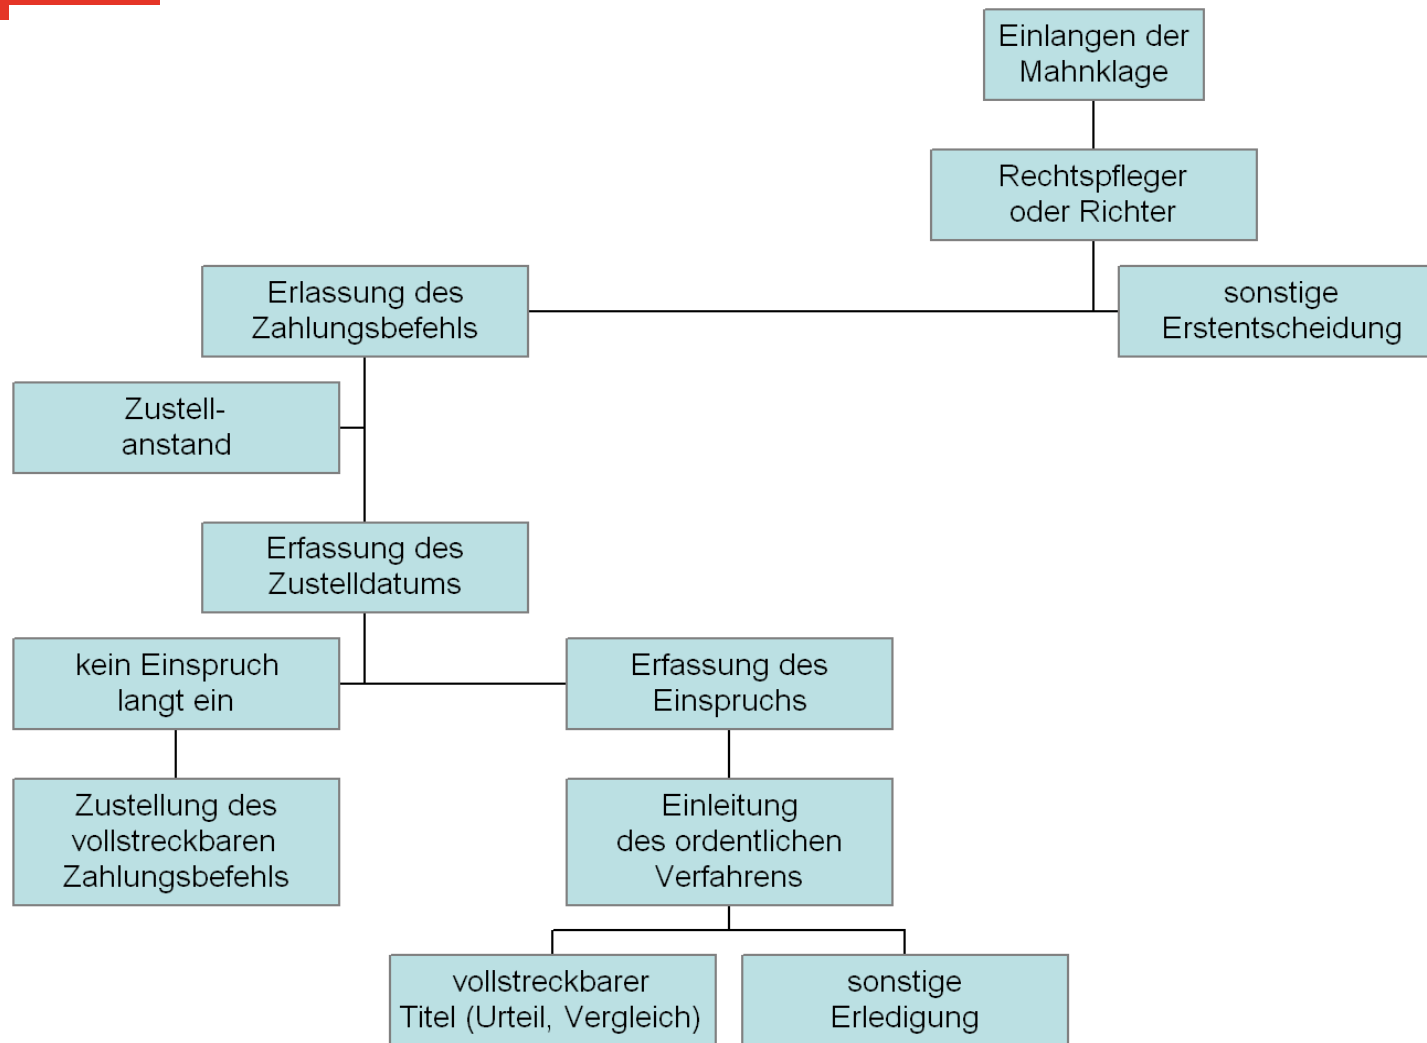 Einlangen der
Mahnklage
Rechtspfleger
oder Richter
Erlassung des
Zahlungsbefehls
sonstige
Erstentscheidung
Zustell-
anstand
Erfassung des
Zustelldatums
kein Einspruch
langt ein
Erfassung des
Einspruchs
Zustellung des
vollstreckbaren
Zahlungsbefehls
Einleitung
des ordentlichen
Verfahrens
vollstreckbarer
Titel (Urteil, Vergleich)
sonstige
Erledigung